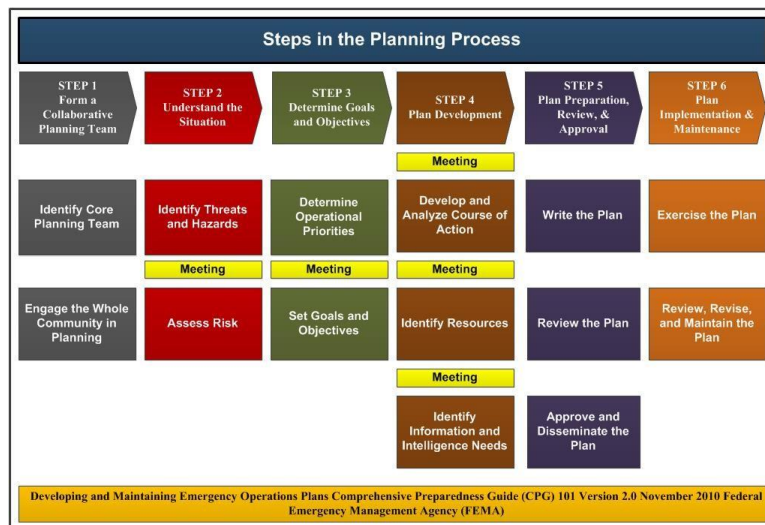 Steps in the Planning Process
STEP 1
Form a
Collaborative
Planning Team
STEP 2
Understand the
Situation
STEP 3
Determine Goals
and Objectives
STEP 4
Plan Development
STEP 5
Plan Preparation,
Review, &
Approval
STEP 6
Plan
Implementation &
Maintenance
Meeting
Identify Core
Planning Team
Identify Threats
and Hazards
Determine
Operational
Priorities
Develop and
Analyze Course of
Action
Write the Plan
Exercise the Plan
Meeting
Meeting
Meeting
Engage the Whole
Community in
Planning
Assess Risk
Set Goals and
Objectives
Identify Resources
Review the Plan
Review, Revise,
and Maintain the
Plan
Meeting
Identify
Information and
Intelligence Needs
Approve and
Disseminate the
Plan
Developing and Maintaining Emergency Operations Plans Comprehensive Preparedness Guide (CPG) 101 Version 2.0 November 2010 Federal
Emergency Management Agency (FEMA)